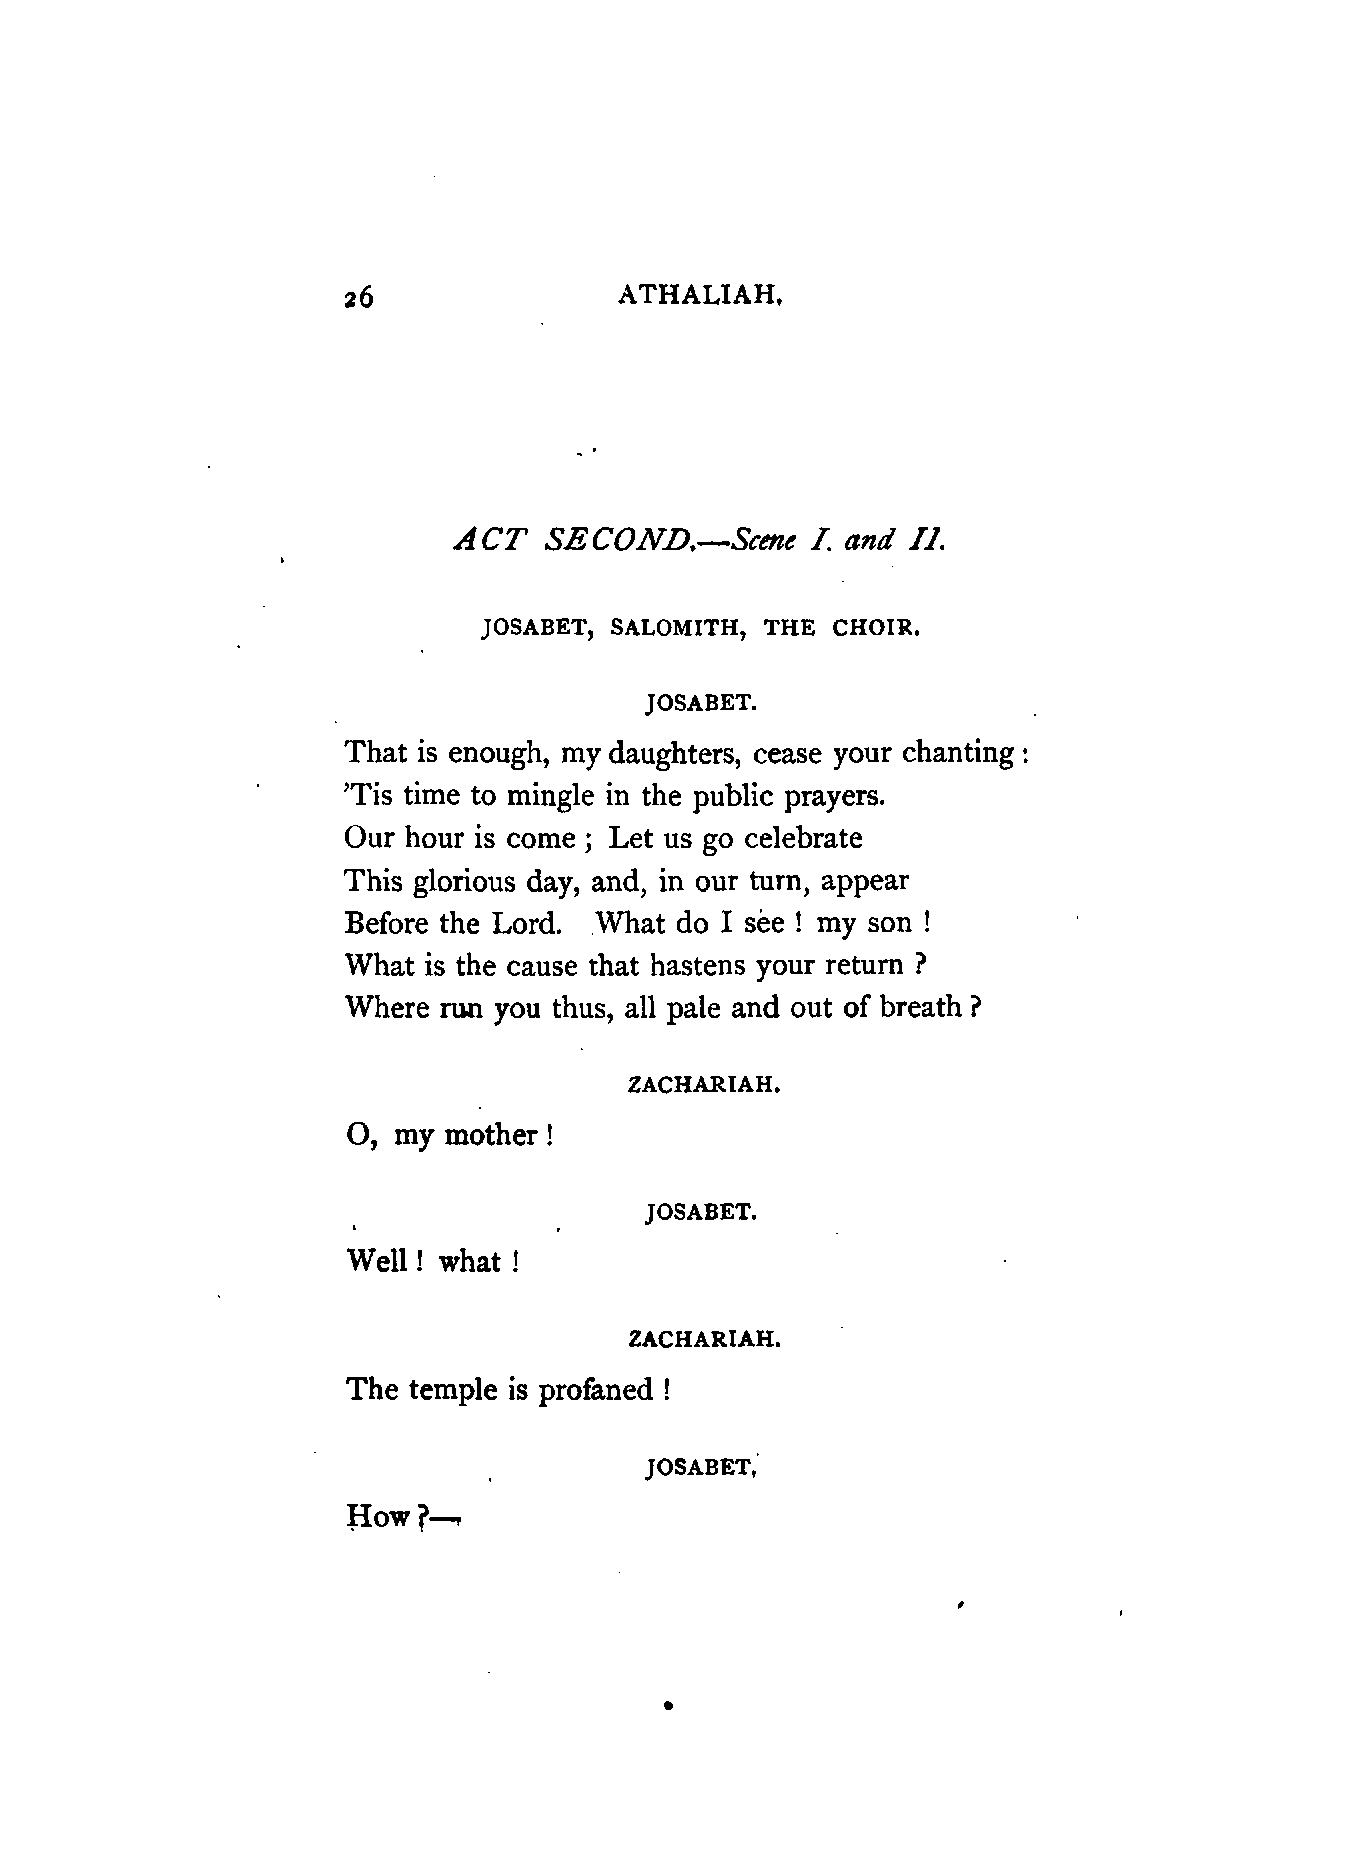 26 ATHALIAH.
ACT SECOND.—Scene I. and II.
JOSABET, SALOMITH, THE CHOIR.
JOSABET.
That is enough, my daughters, cease your chanting:
'Tis time to mingle in the public prayers.
Our hour is come; Let us go celebrate
This glorious day, and, in our turn, appear
Before the Lord. What do I see! my son!
What is the cause that hastens your return?
Where run you thus, all pale and out of breath?
ZACHARIAH.
O, my mother!
JOSABET.
Well! what!
ZACHARIAH.
The temple is profaned!
JOSABET.
How?—